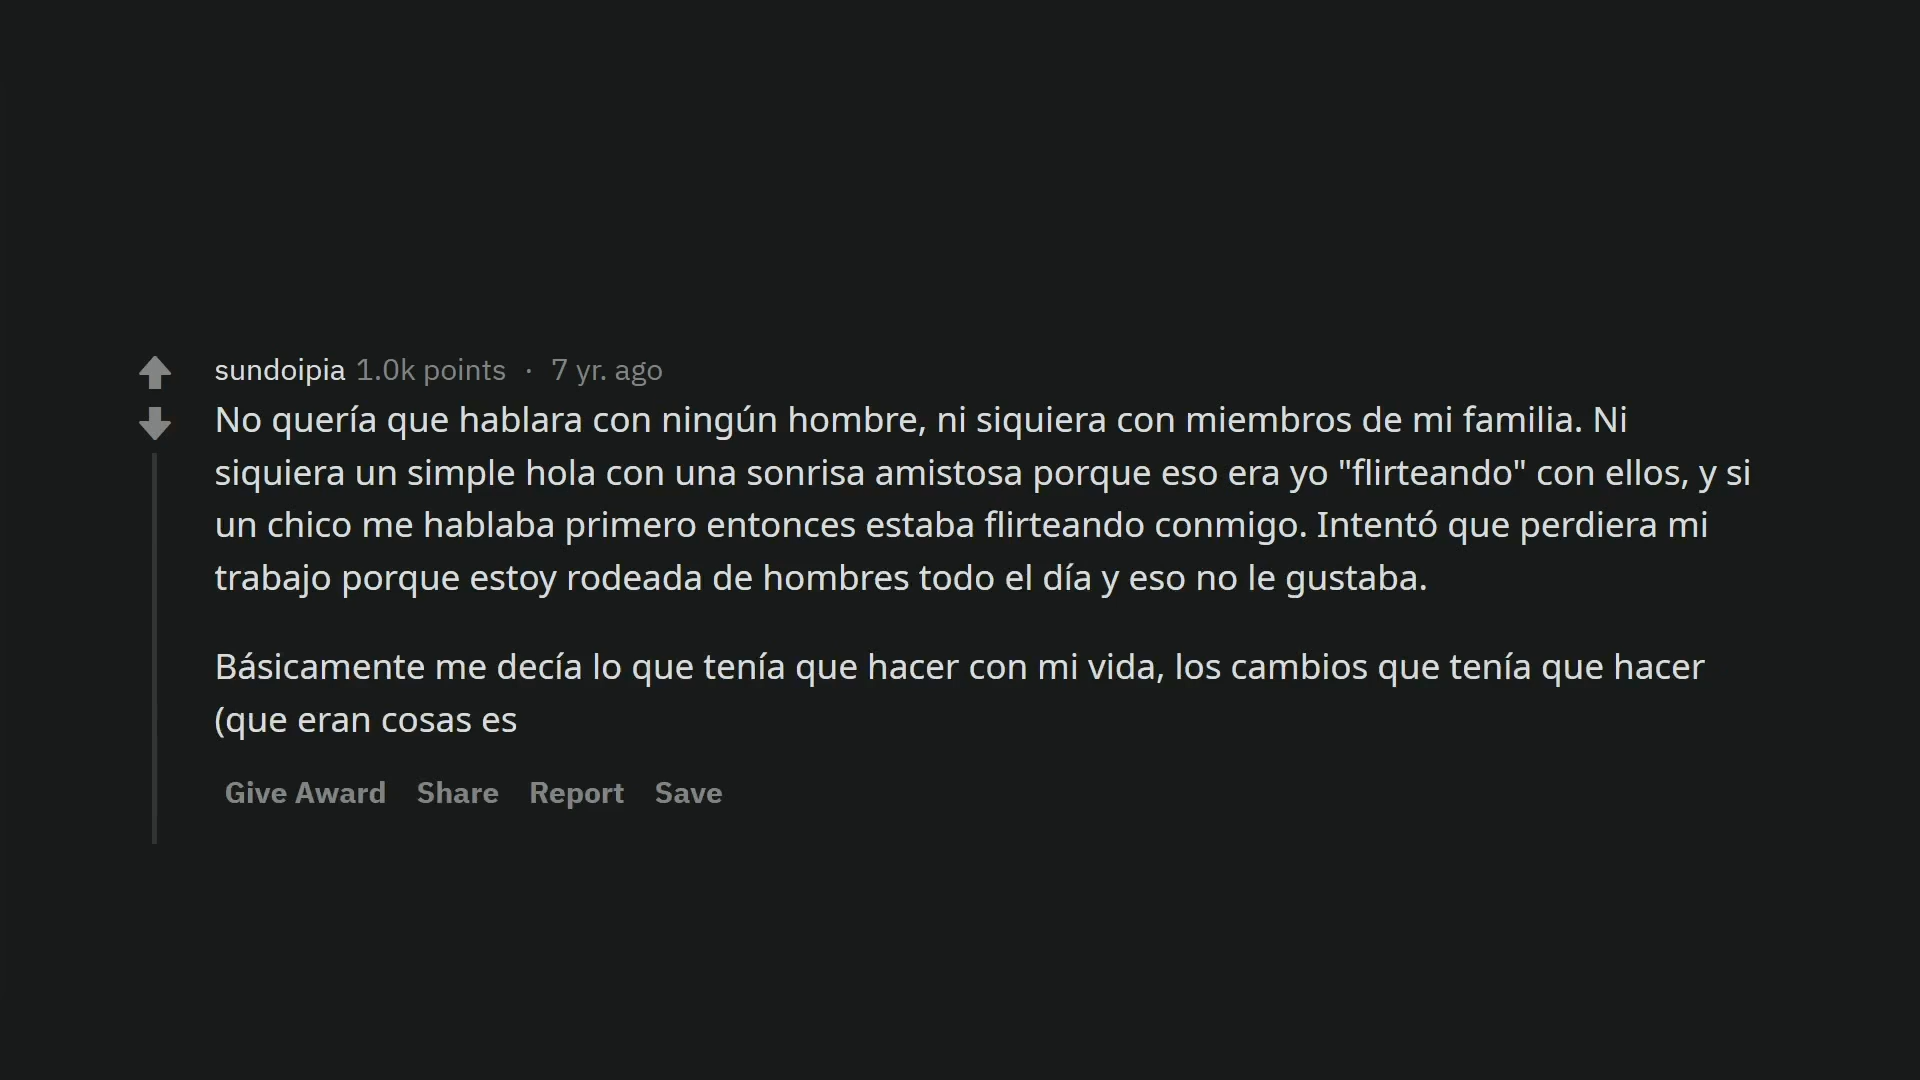 sundoipia 1.0k points · 7 yr. ago
No quería que hablara con ningún hombre, ni siquiera con miembros de mi familia. Ni
siquiera un simple hola con una sonrisa amistosa porque eso era yo "flirteando" con ellos, y si
un chico me hablaba primero entonces estaba flirteando conmigo. Intentó que perdiera mi
trabajo porque estoy rodeada de hombres todo el día y eso no le gustaba.
Básicamente me decía lo que tenía que hacer con mi vida, los cambios que tenía que hacer
(que eran cosas es
Give Award Share Report Save